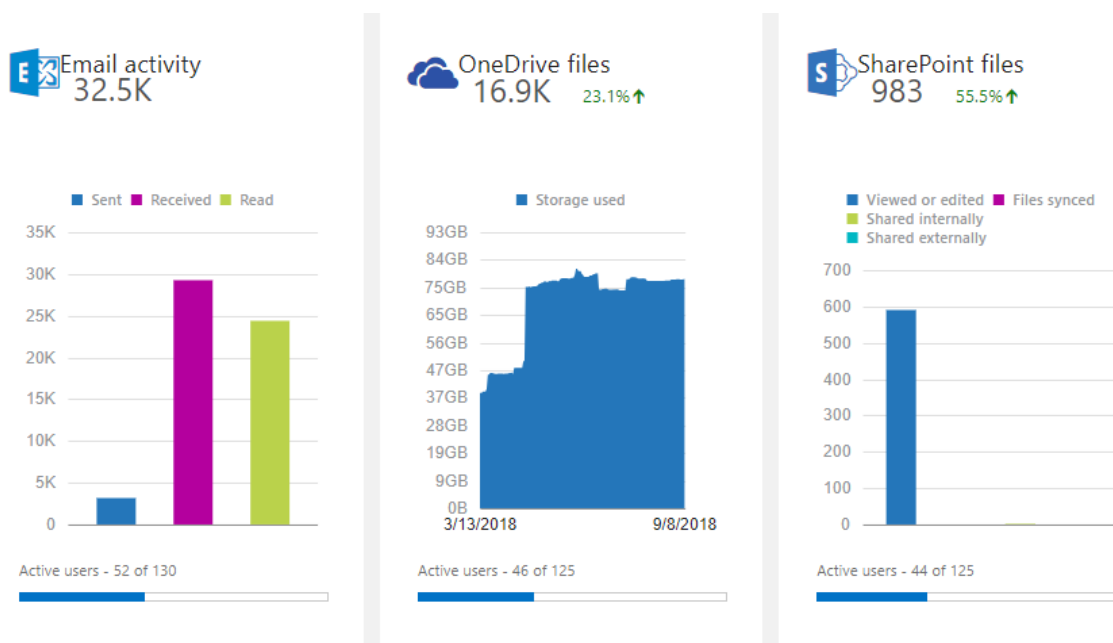 Email activity
32.5K
Sent Received Read
35K
30K
25K
20K
15K
10K
5K
0
Active users - 52 of 130
OneDrive files
16.9K 23.1%
Storage used
93GB
84GB
75GB
65GB
56GB
47GB
37GB
28GB
19GB
9GB
0B
3/13/2018 9/8/2018
Active users - 46 of 125
SharePoint files
983 55.5%
Viewed or edited Files synced
Shared internally
Shared externally
700
600
500
400
300
200
100
0
Active users - 44 of 125